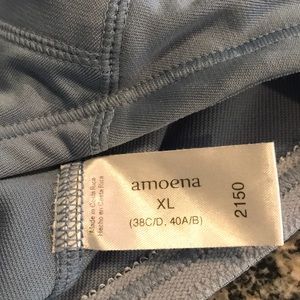 amoena
XL
(38C/D, 40A/B)
2150
Made in Costa Rica
Hecho en Costa Rica